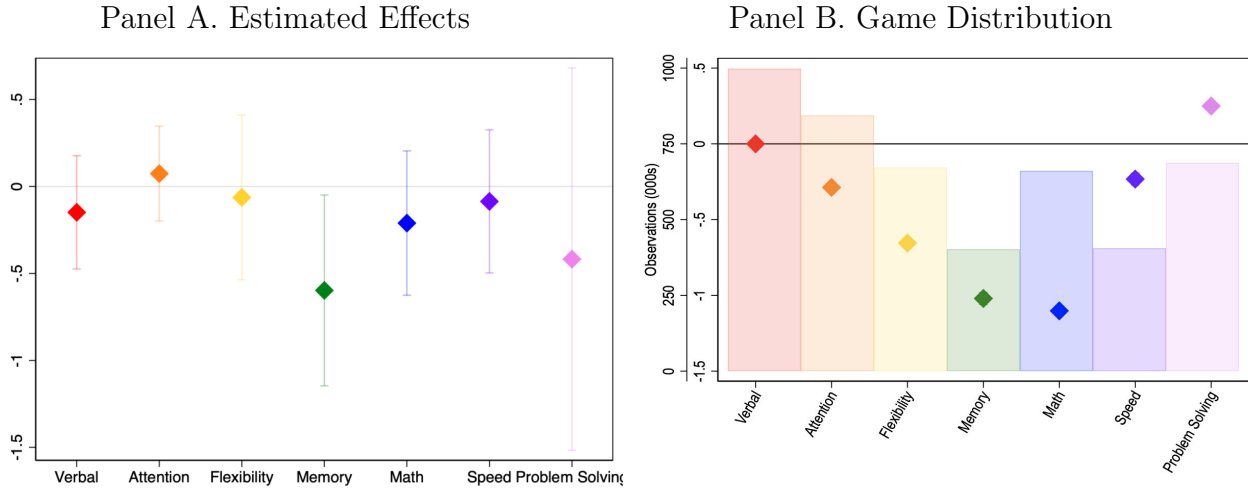 Panel A. Estimated Effects
.5
0
-.5
-1
-1.5
Verbal
Attention
Flexibility
Memory
Math
Speed
Problem Solving
Panel B. Game Distribution
Observations (000s)
1000
750
500
250
0
.5
0
-.5
-1
-1.5
Verbal
Attention
Flexibility
Memory
Math
Speed
Problem Solving